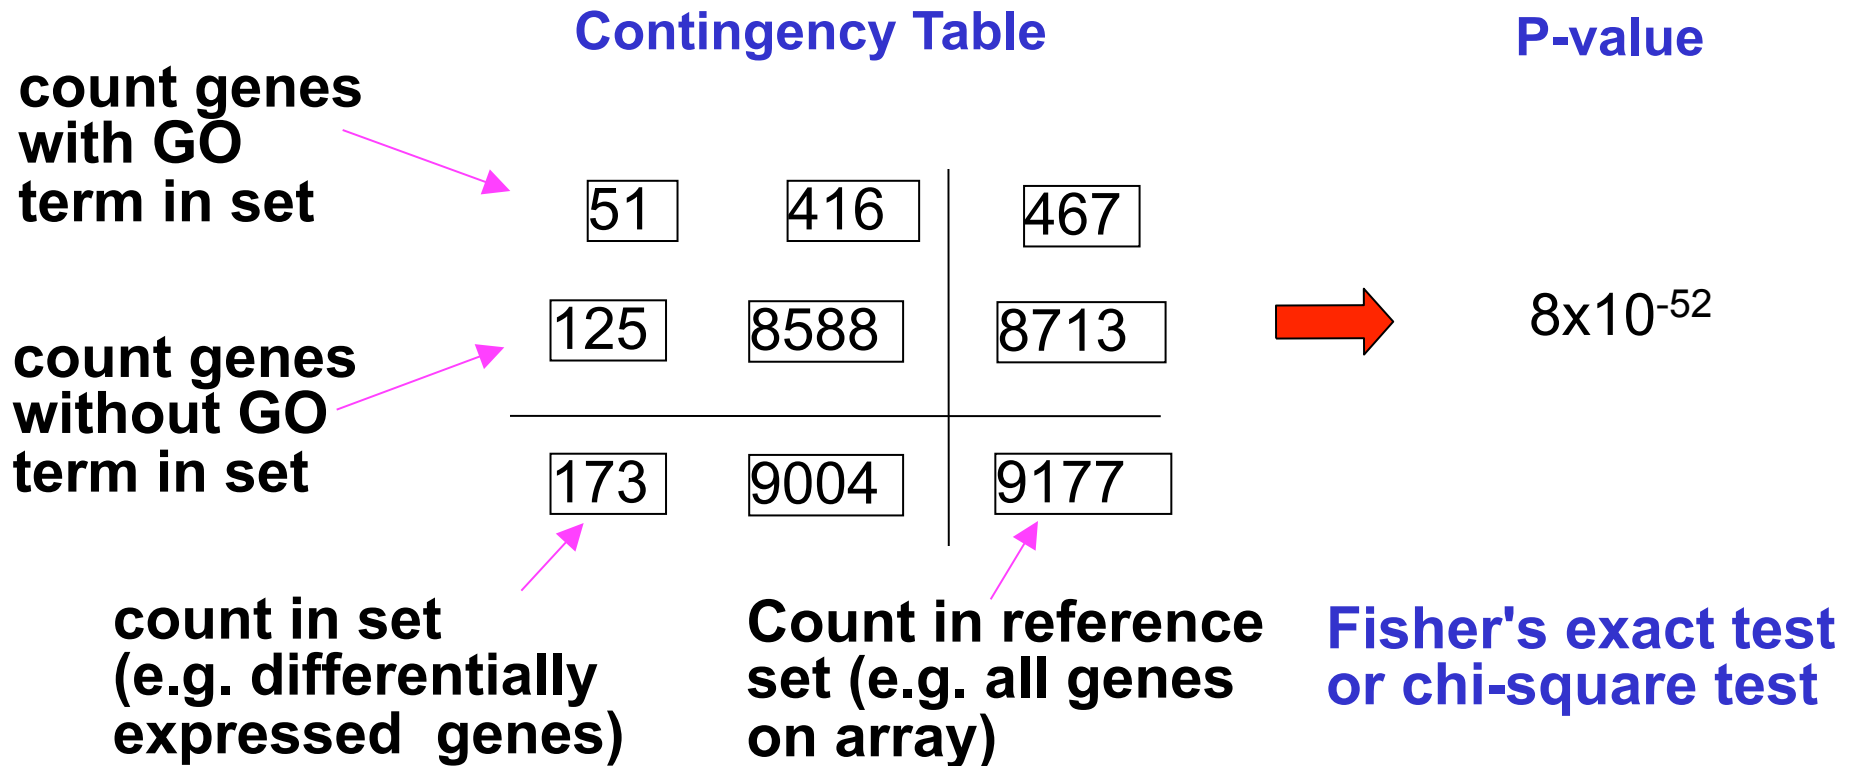 Contingency Table
P-value
count genes
with GO
term in set
51 416 467
125 8588 8713
8x10⁻⁵²
count genes
without GO
term in set
173 9004 9177
count in set
(e.g. differentially
expressed genes)
Count in reference
set (e.g. all genes
on array)
Fisher's exact test
or chi-square test